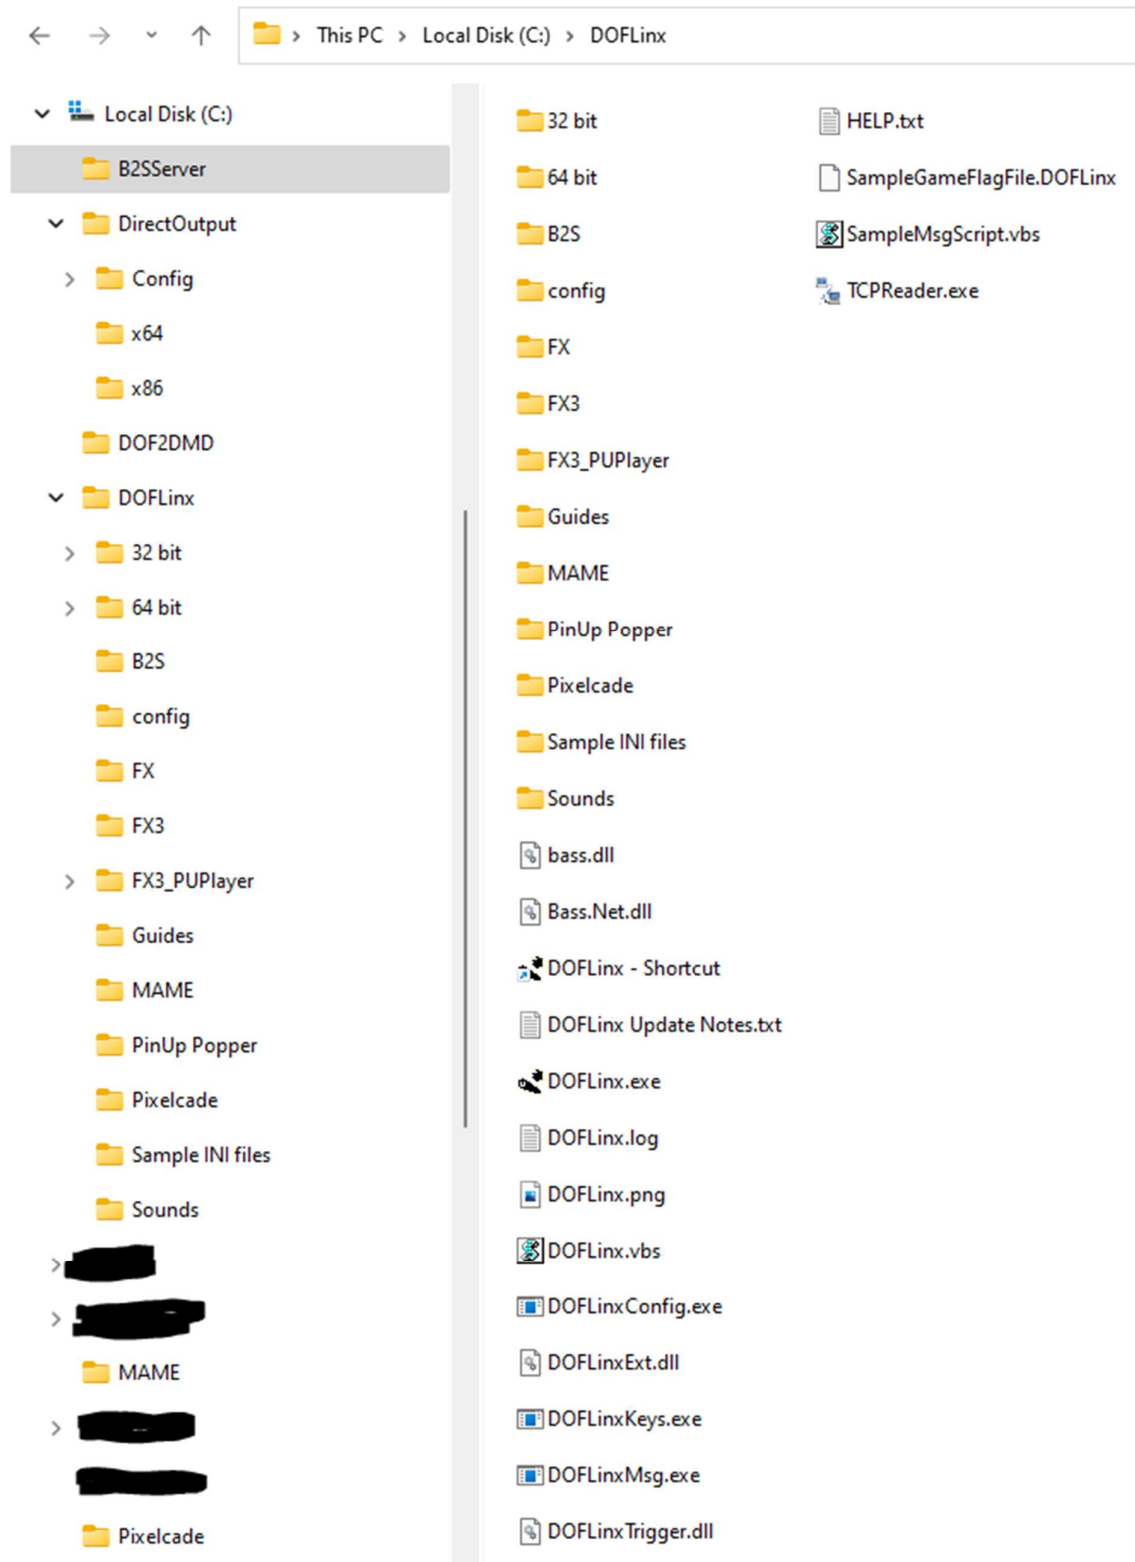 This PC > Local Disk (C:) > DOFLinx
Local Disk (C:)
B2SServer
DirectOutput
Config
x64
x86
DOF2DMD
DOFLinx
32 bit
64 bit
B2S
config
FX
FX3
FX3_PUPlayer
Guides
MAME
PinUp Popper
Pixelcade
Sample INI files
Sounds
MAME
Pixelcade
32 bit
64 bit
B2S
config
FX
FX3
FX3_PUPlayer
Guides
MAME
PinUp Popper
Pixelcade
Sample INI files
Sounds
bass.dll
Bass.Net.dll
DOFLinx - Shortcut
DOFLinx Update Notes.txt
DOFLinx.exe
DOFLinx.log
DOFLinx.png
DOFLinx.vbs
DOFLinxConfig.exe
DOFLinxExt.dll
DOFLinxKeys.exe
DOFLinxMsg.exe
DOFLinxTrigger.dll
HELP.txt
SampleGameFlagFile.DOFLinx
SampleMsgScript.vbs
TCPReader.exe